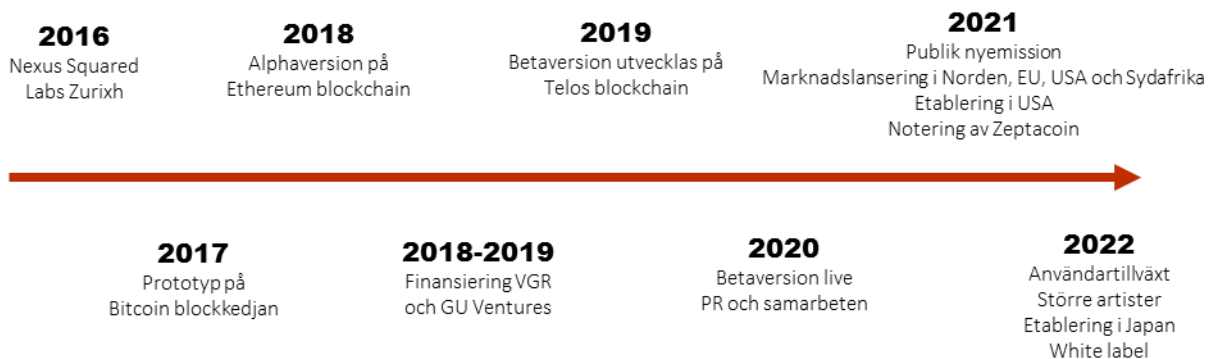 2016
Nexus Squared
Labs Zurixh
2018
Alphaversion på
Ethereum blockchain
2019
Betaversion utvecklas på
Telos blockchain
2021
Publik nyemission
Marknadslansering i Norden, EU, USA och Sydafrika
Etablering i USA
Notering av Zeptacoin
2017
Prototyp på
Bitcoin blockkedjan
2018-2019
Finansiering VGR
och GU Ventures
2020
Betaversion live
PR och samarbeten
2022
Användartillväxt
Större artister
Etablering i Japan
White label